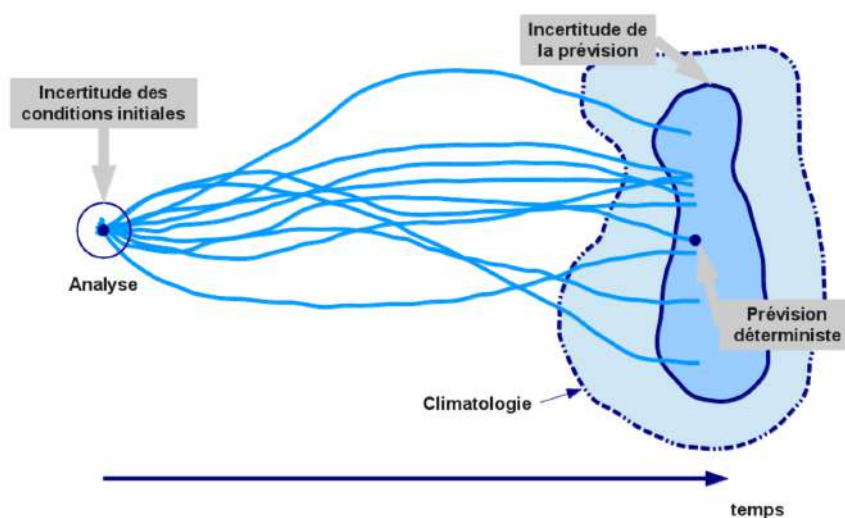 Incertitude de
la prévision
Incertitude des
conditions initiales
Analyse
Prévision
déterministe
Climatologie
temps